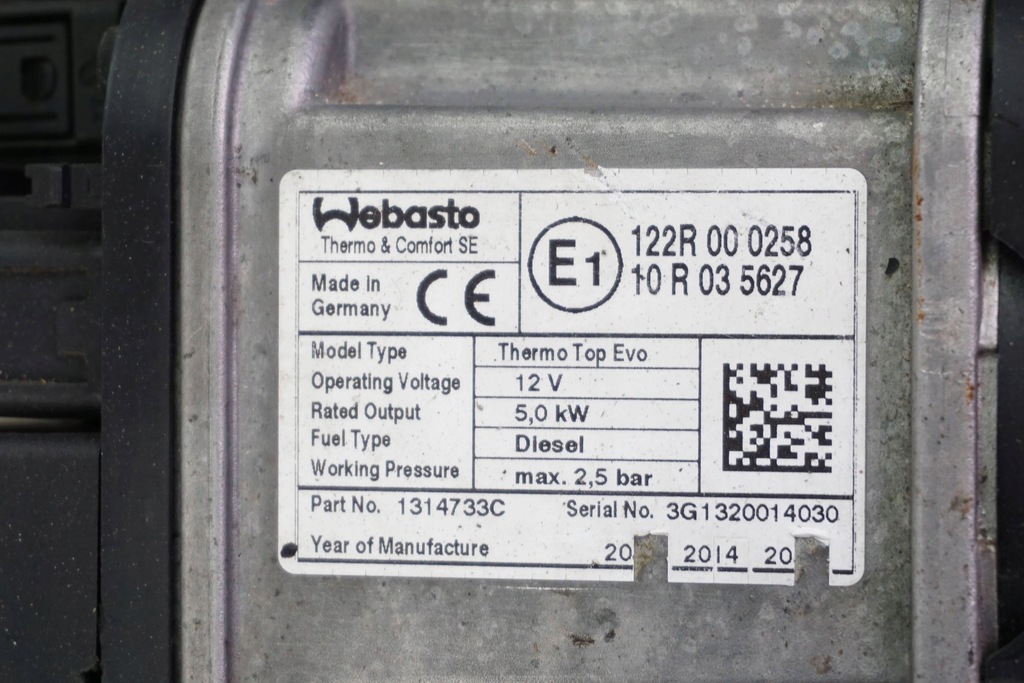 Webasto
Thermo & Comfort SE
Made in
Germany
CE
E1
122R 00 0258
10 R 03 5627
Model Type Thermo Top Evo
Operating Voltage 12 V
Rated Output 5,0 kW
Fuel Type Diesel
Working Pressure max. 2,5 bar
Part No. 1314733C Serial No. 3G1320014030
Year of Manufacture 20 2014 20